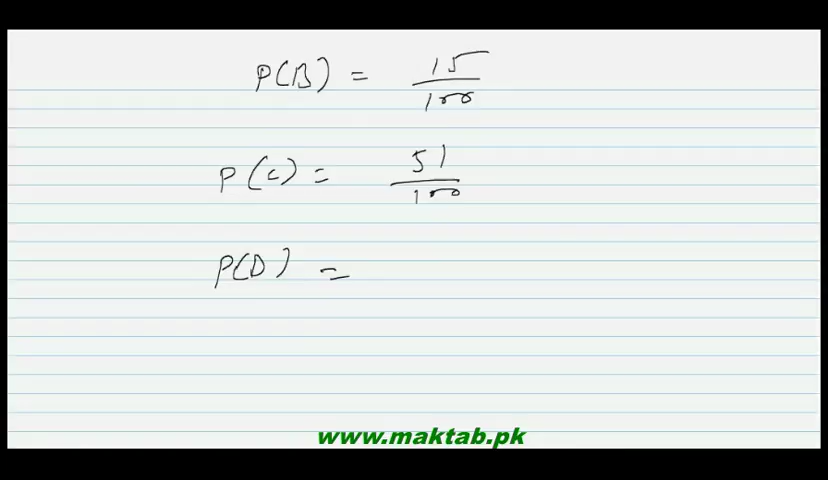 P(B) = 15/100
P(C) = 51/100
P(D) =
www.maktab.pk